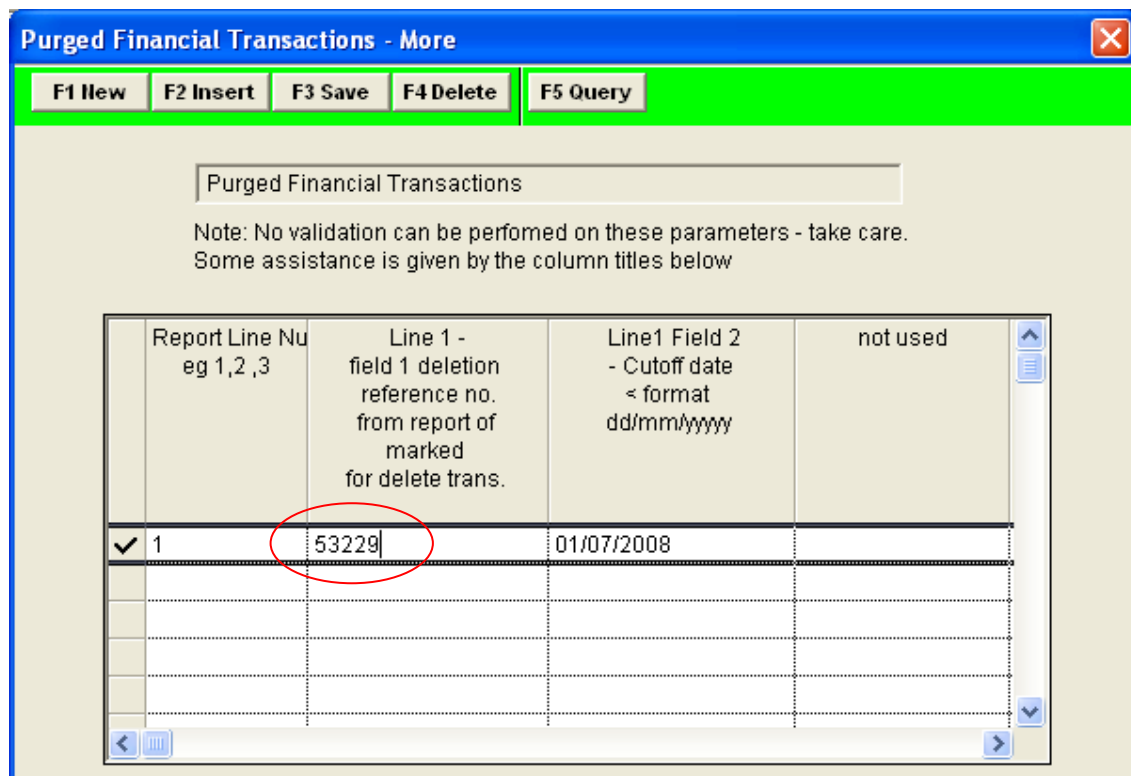 Purged Financial Transactions - More
F1 New F2 Insert F3 Save F4 Delete F5 Query
Purged Financial Transactions
Note: No validation can be perfomed on these parameters - take care.
Some assistance is given by the column titles below
Report Line Nu
eg 1,2 ,3
Line 1 -
field 1 deletion
reference no.
from report of
marked
for delete trans.
Line1 Field 2
- Cutoff date
< format
dd/mm/yyyyy
not used
1 53229 01/07/2008